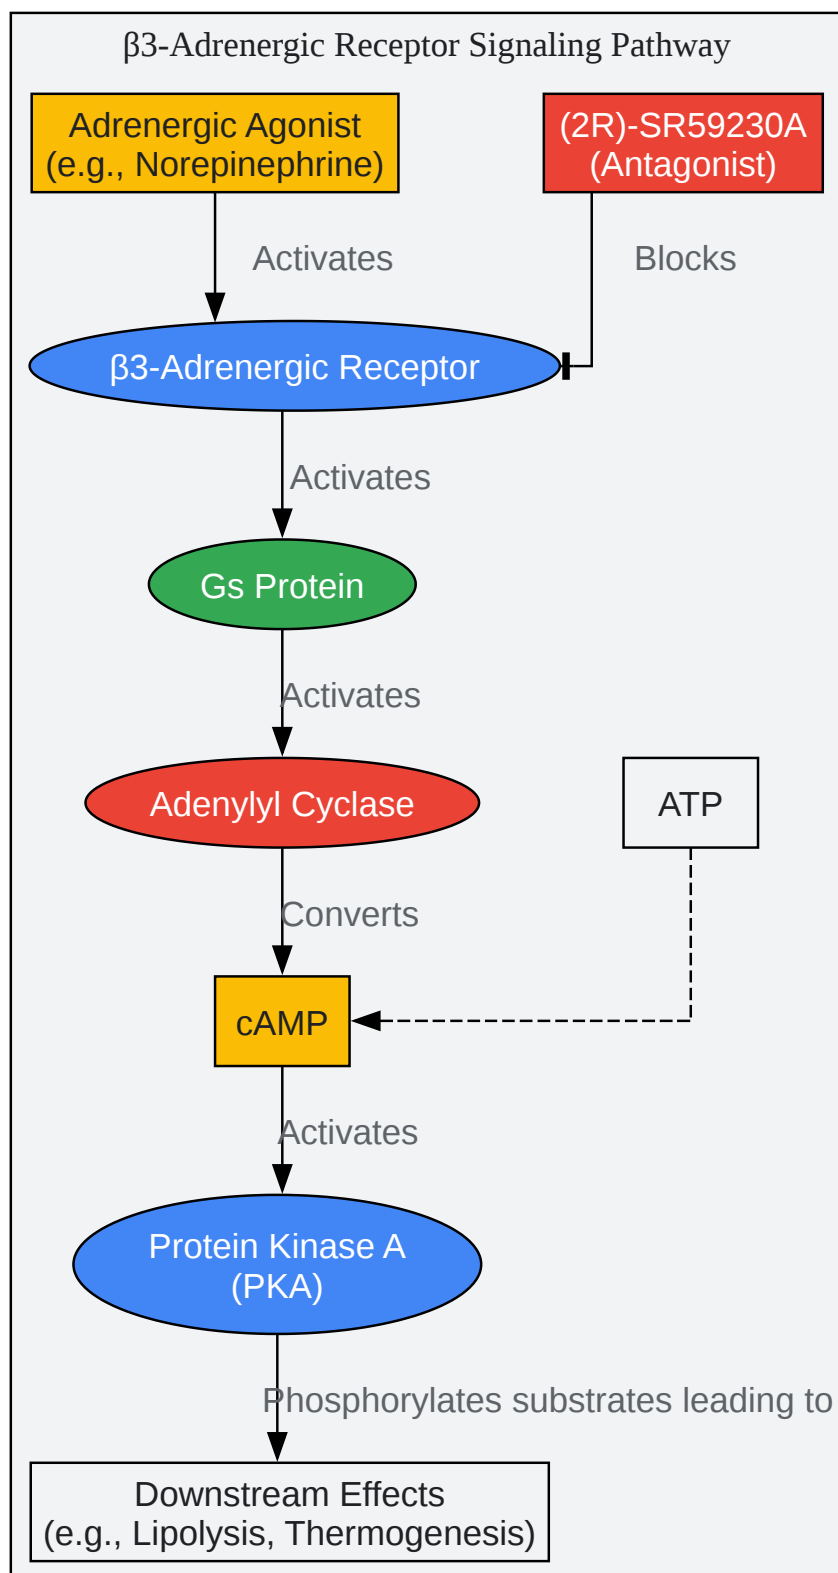 β3-Adrenergic Receptor Signaling Pathway
Adrenergic Agonist
(e.g., Norepinephrine)
(2R)-SR59230A
(Antagonist)
Activates
Blocks
β3-Adrenergic Receptor
Activates
Gs Protein
Activates
Adenylyl Cyclase
ATP
Converts
cAMP
Activates
Protein Kinase A
(PKA)
Phosphorylates substrates leading to
Downstream Effects
(e.g., Lipolysis, Thermogenesis)